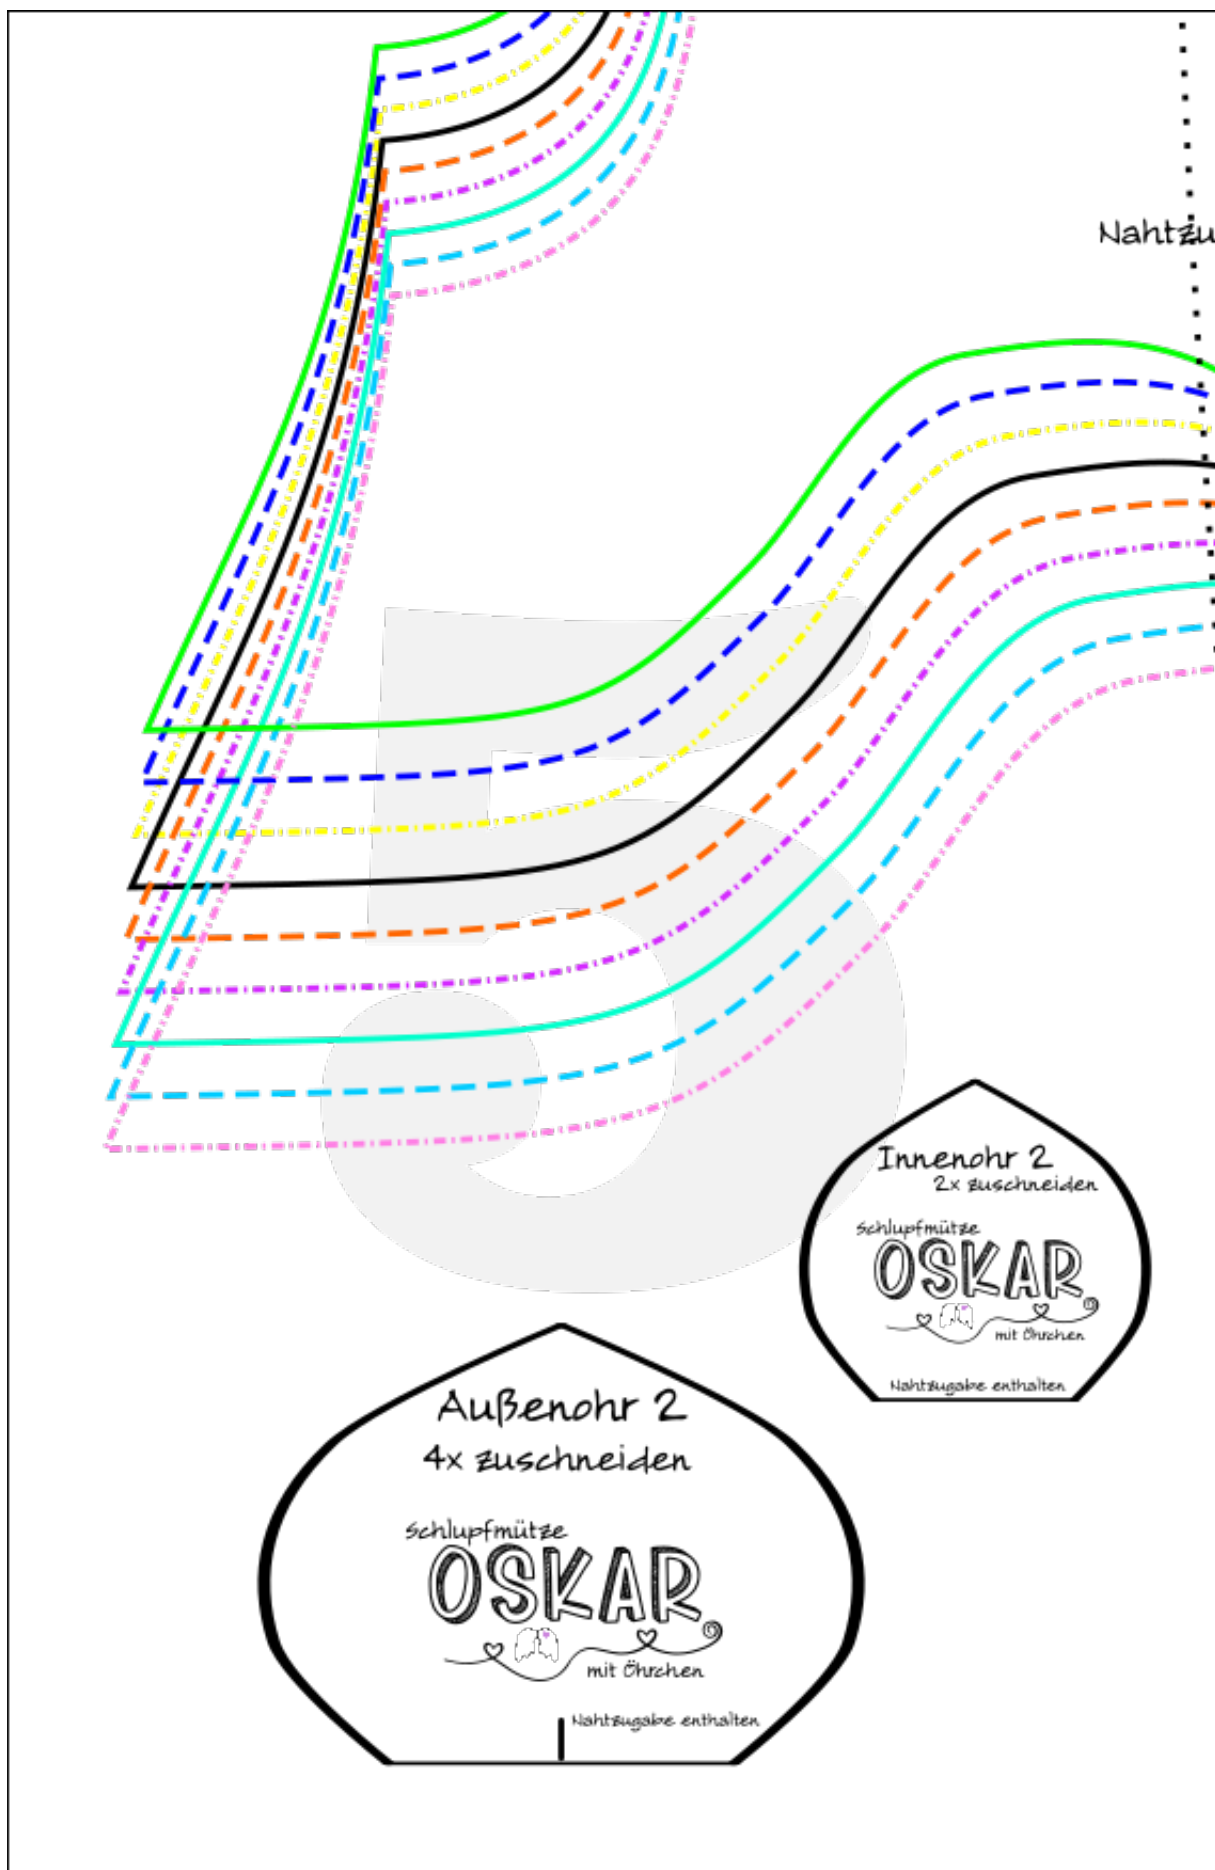 Nahtzu
5
Innenohr 2
2x zuschneiden
Schlupfmütze
OSKAR
mit Öhrchen
Nahtzugabe enthalten
Außenohr 2
4x zuschneiden
Schlupfmütze
OSKAR
mit Öhrchen
Nahtzugabe enthalten